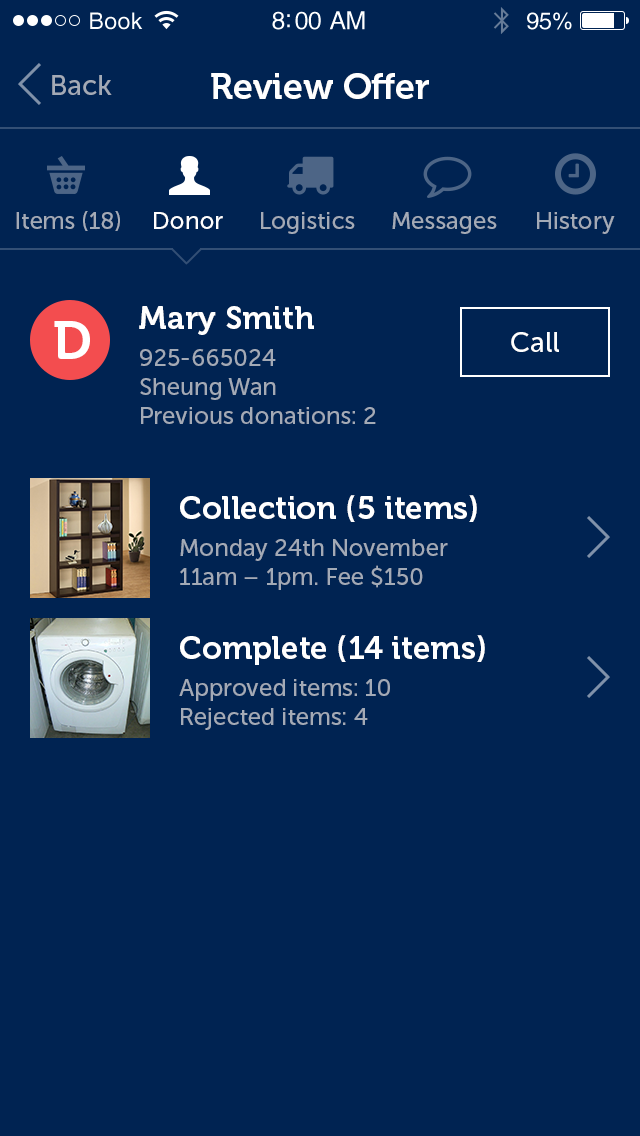 Book 8:00 AM 95%
Back Review Offer
Items (18) Donor Logistics Messages History
D
Mary Smith
925-665024
Sheung Wan
Previous donations: 2
Call
Collection (5 items)
Monday 24th November
11am – 1pm. Fee $150
Complete (14 items)
Approved items: 10
Rejected items: 4